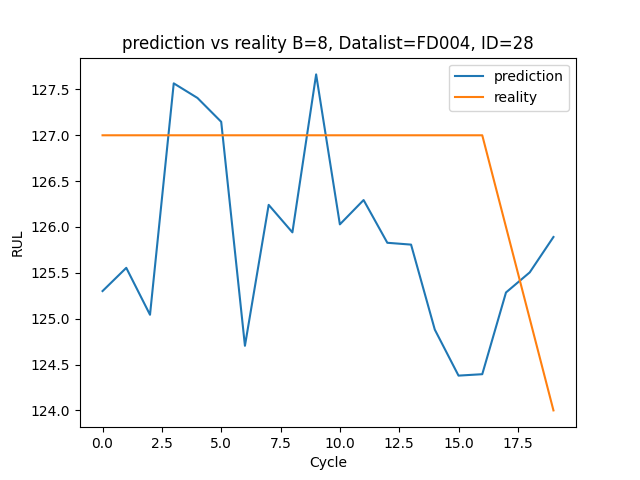 prediction vs reality B=8, Datalist=FD004, ID=28
prediction
reality
127.5
127.0
126.5
126.0
125.5
125.0
124.5
124.0
RUL
0.0 2.5 5.0 7.5 10.0 12.5 15.0 17.5
Cycle